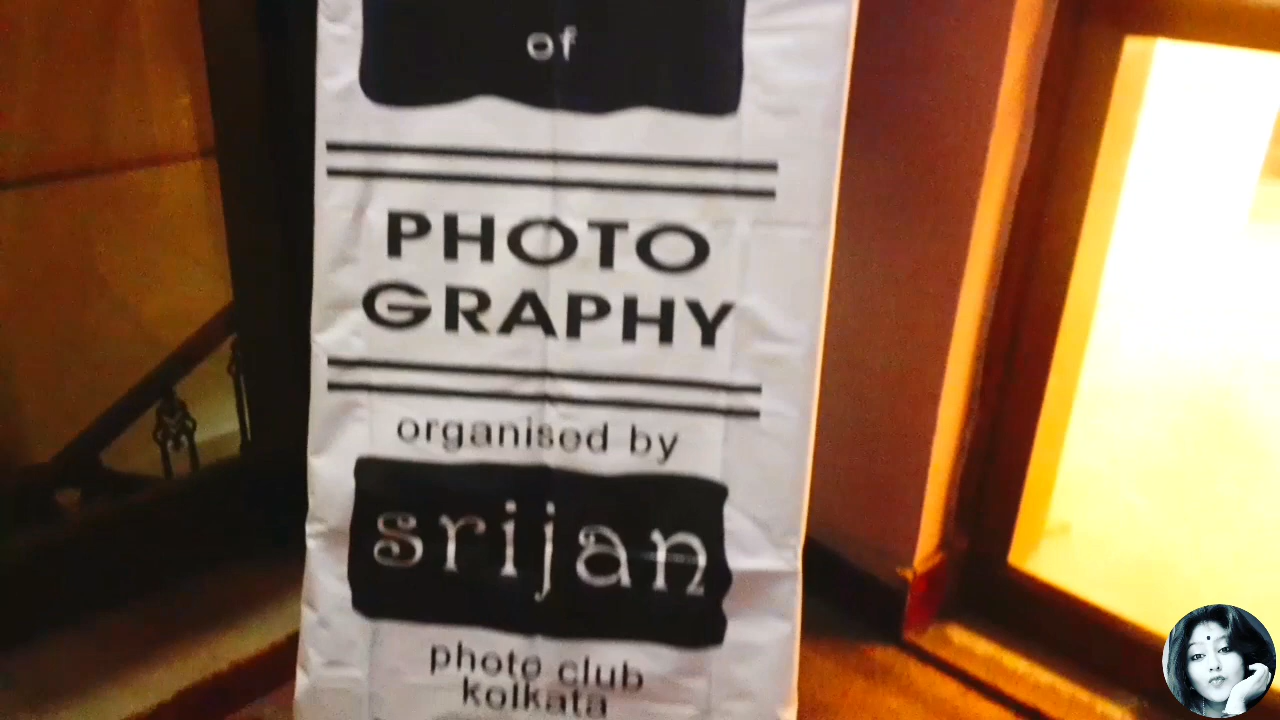 of
PHOTO
GRAPHY
organised by
srijan
photo club
kolkata